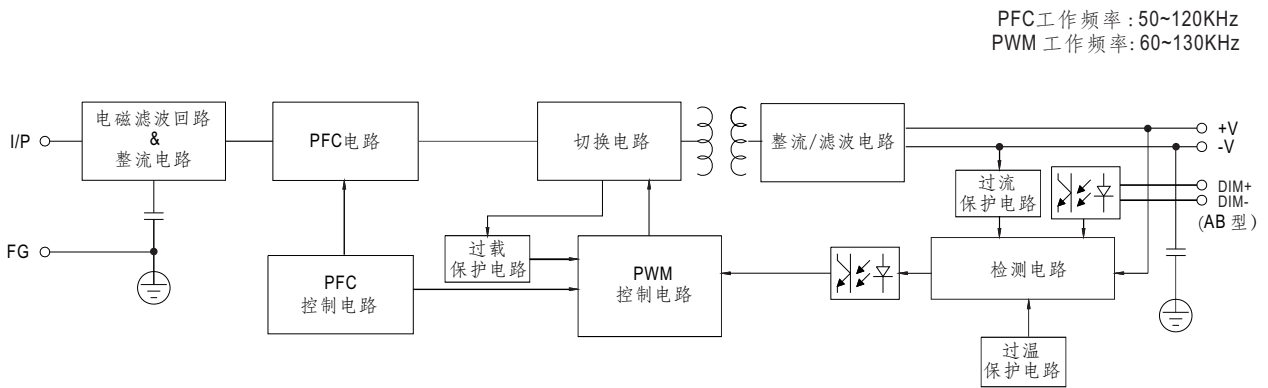 PFC工作频率:50~120KHz
PWM 工作频率:60~130KHz
I/P
电磁滤波回路
&
整流电路
PFC电路
切换电路
整流/滤波电路
+V
-V
过流
保护电路
DIM+
DIM-
(AB 型)
FG
过载
保护电路
PFC
控制电路
PWM
控制电路
检测电路
过温
保护电路